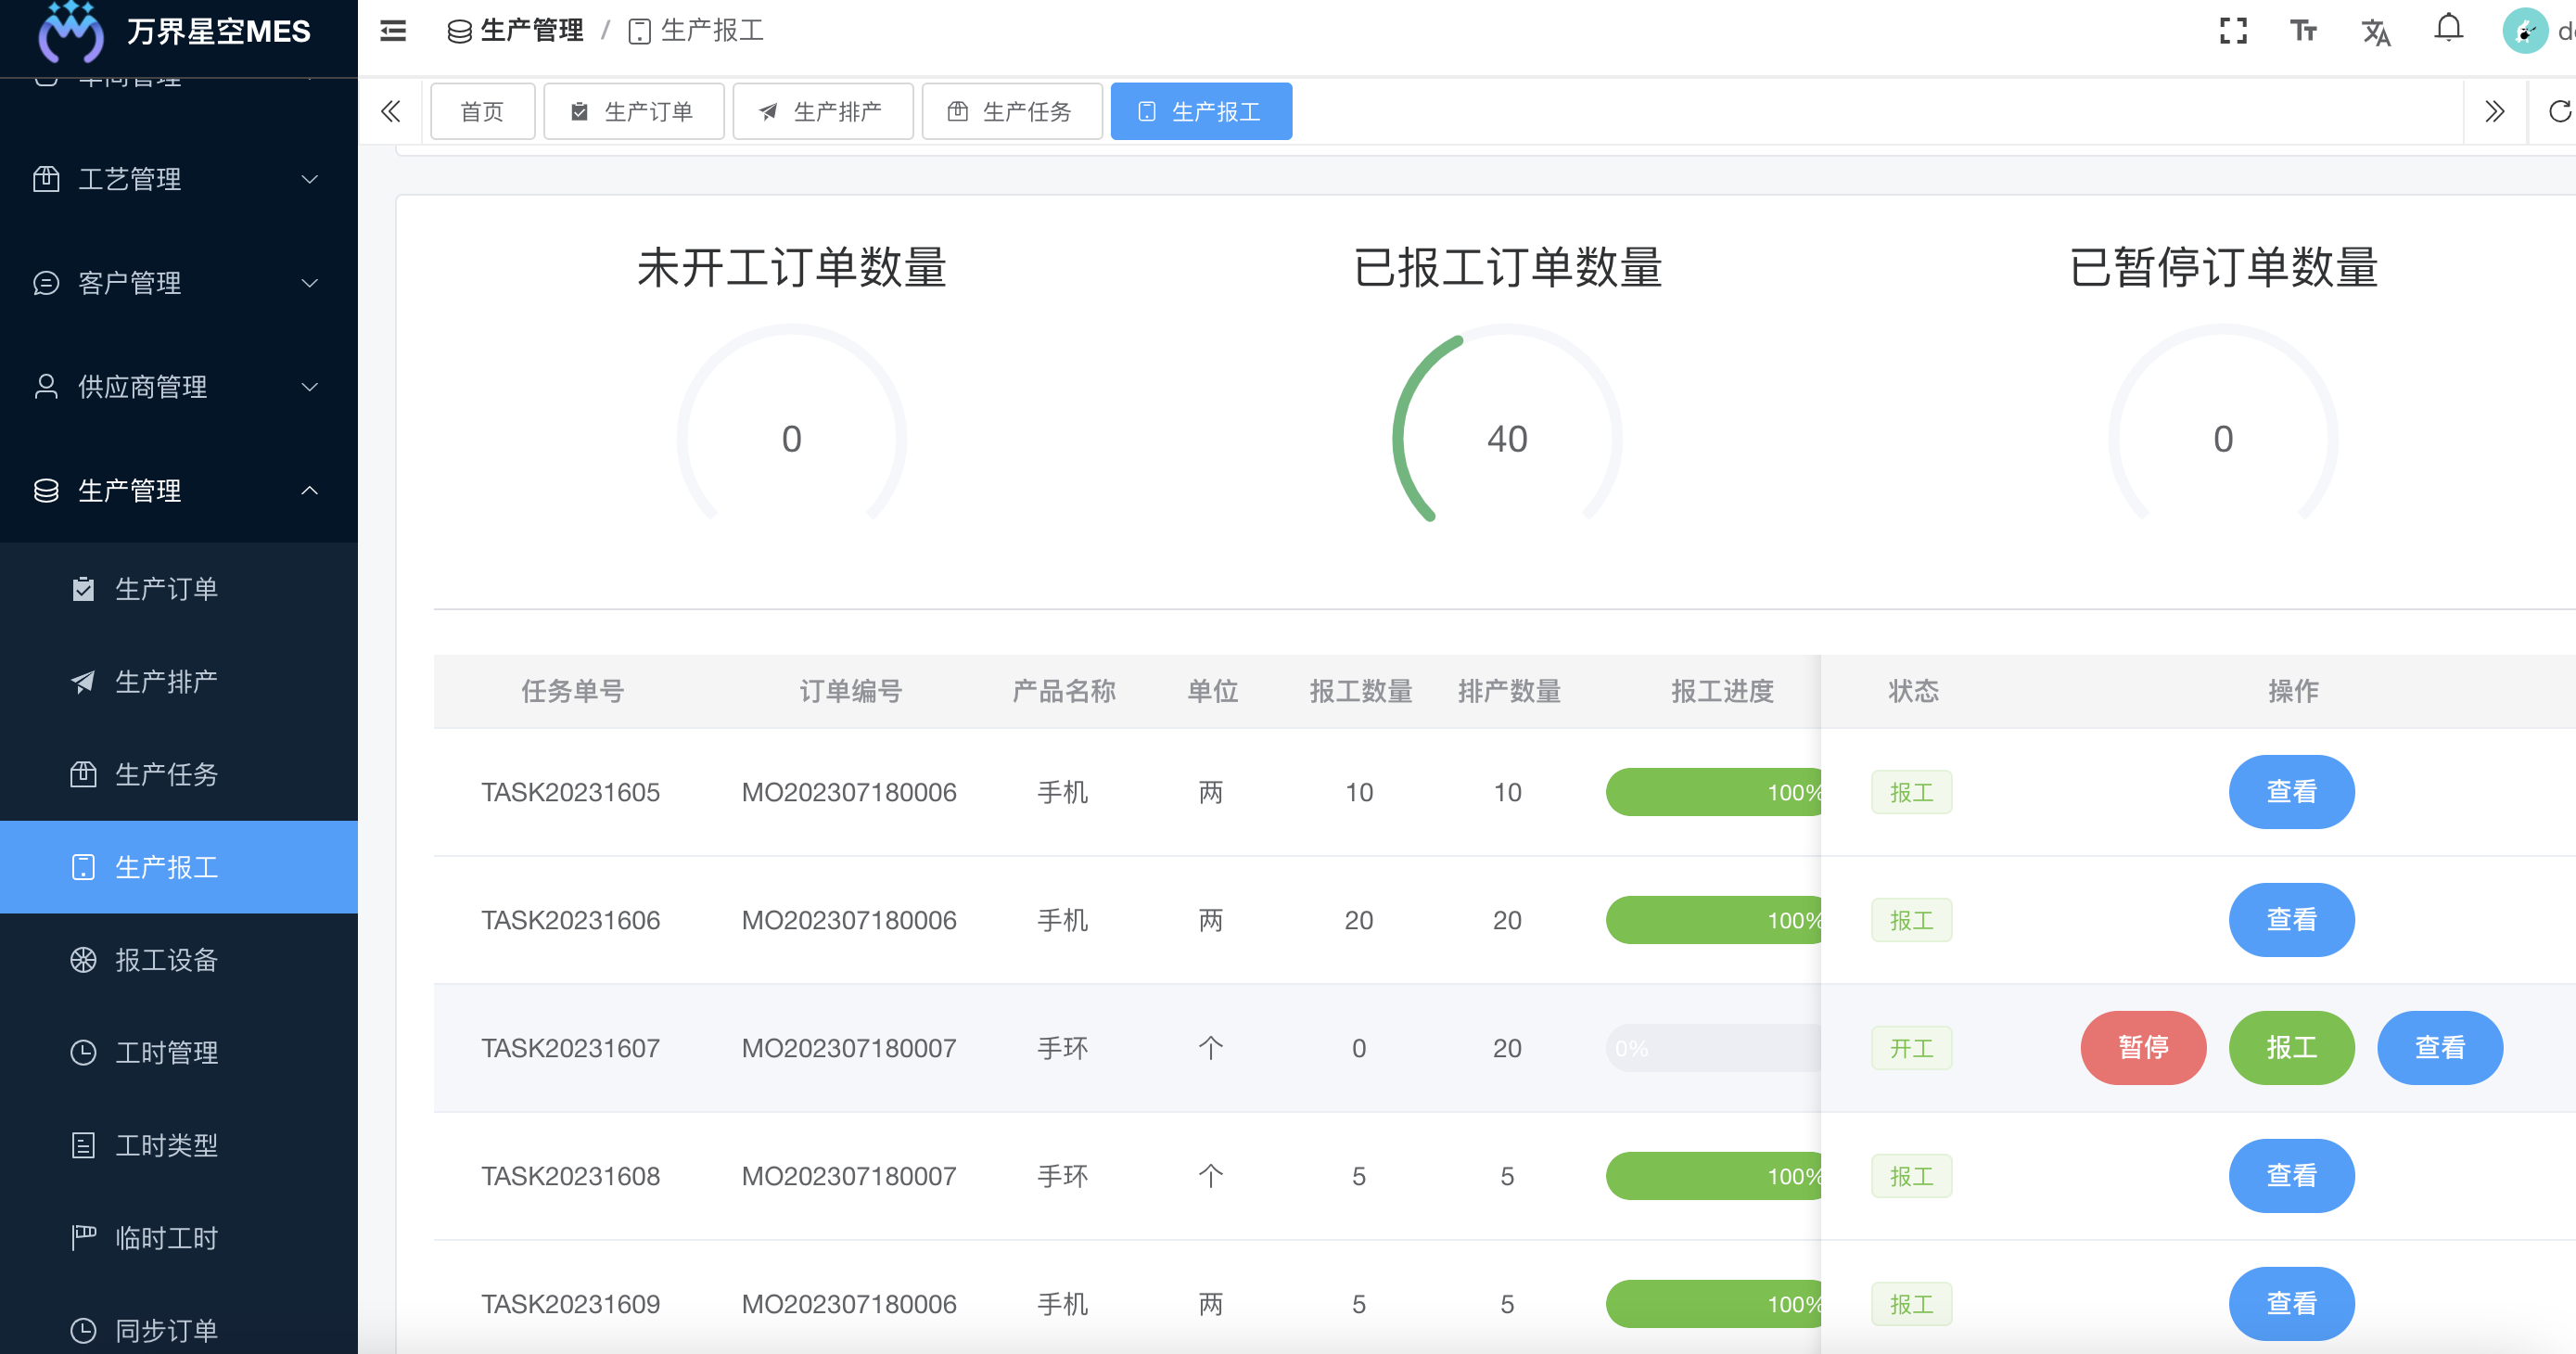 万界星空MES
生产管理 / 生产报工
首页 生产订单 生产排产 生产任务 生产报工
车间管理
工艺管理
客户管理
供应商管理
生产管理
生产订单
生产排产
生产任务
生产报工
报工设备
工时管理
工时类型
临时工时
同步订单
未开工订单数量 已报工订单数量 已暂停订单数量
0 40 0
任务单号 订单编号 产品名称 单位 报工数量 排产数量 报工进度 状态 操作
TASK20231605 MO202307180006 手机 两 10 10 100% 报工 查看
TASK20231606 MO202307180006 手机 两 20 20 100% 报工 查看
TASK20231607 MO202307180007 手环 个 0 20 0% 开工 暂停 报工 查看
TASK20231608 MO202307180007 手环 个 5 5 100% 报工 查看
TASK20231609 MO202307180006 手机 两 5 5 100% 报工 查看